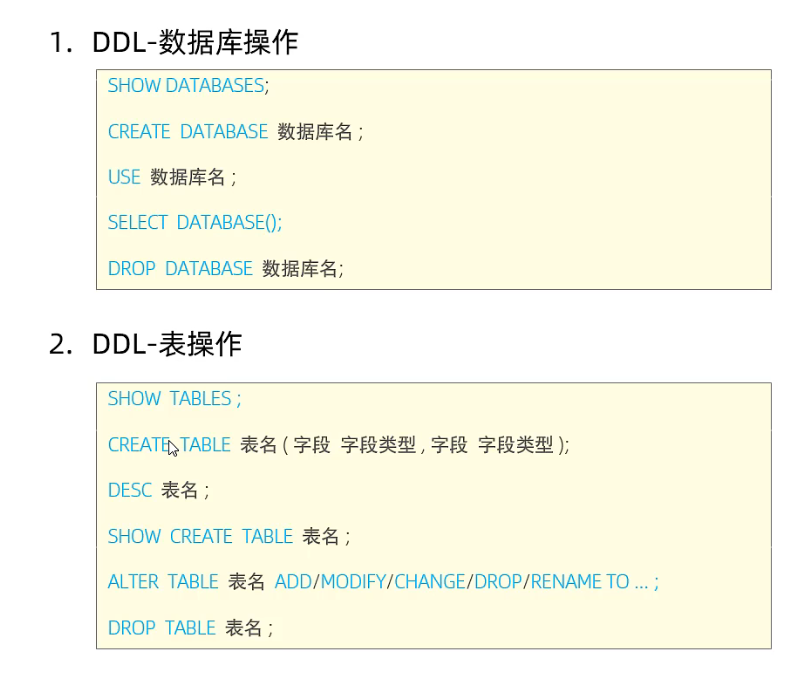 1. DDL-数据库操作
SHOW DATABASES;
CREATE DATABASE 数据库名 ;
USE 数据库名 ;
SELECT DATABASE();
DROP DATABASE 数据库名;
2. DDL-表操作
SHOW TABLES ;
CREATE TABLE 表名 ( 字段 字段类型 , 字段 字段类型 );
DESC 表名 ;
SHOW CREATE TABLE 表名 ;
ALTER TABLE 表名 ADD/MODIFY/CHANGE/DROP/RENAME TO ... ;
DROP TABLE 表名 ;